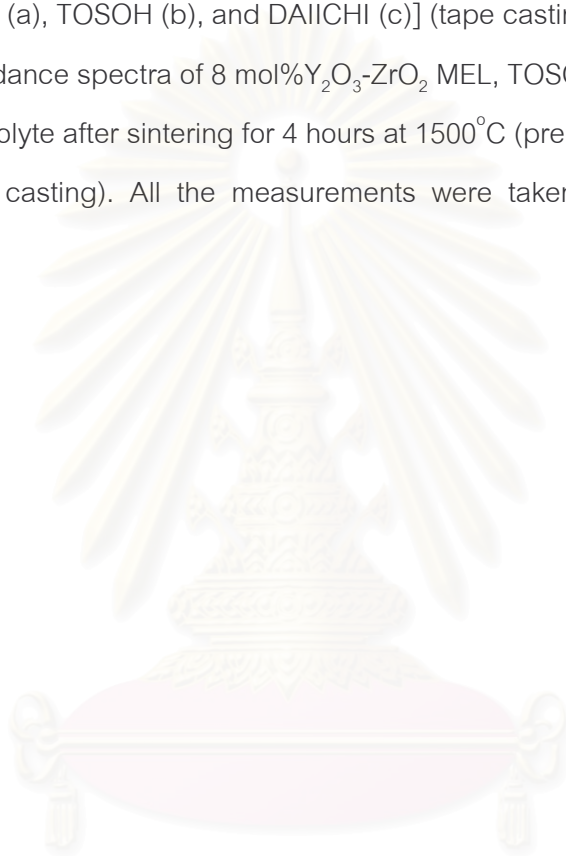 (a), TOSOH (b), and DAIICHI (c)] (tape castin
dance spectra of 8 mol%Y₂O₃-ZrO₂ MEL, TOSO
olyte after sintering for 4 hours at 1500°C (pre
casting). All the measurements were taken